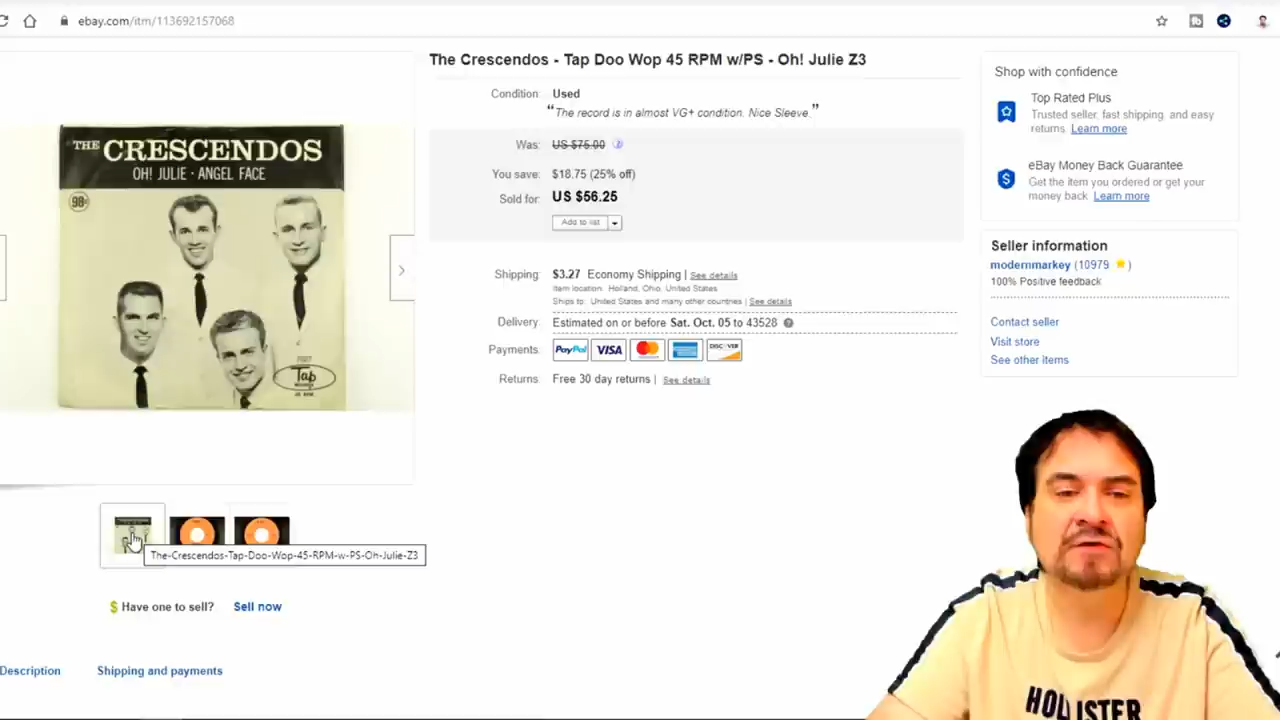 ebay.com/itm/113692157068
The Crescendos - Tap Doo Wop 45 RPM w/PS - Oh! Julie Z3
Condition: Used
“The record is in almost VG+ condition. Nice Sleeve.”
Was: US $75.00
You save: $18.75 (25% off)
Sold for: US $56.25
Add to list
Shipping: $3.27 Economy Shipping | See details
Item location: Holland, Ohio, United States
Ships to: United States and many other countries | See details
Delivery: Estimated on or before Sat. Oct. 05 to 43528
Payments: PayPal VISA mastercard DISCOVER
Returns: Free 30 day returns | See details
Shop with confidence
Top Rated Plus
Trusted seller, fast shipping, and easy
returns. Learn more
eBay Money Back Guarantee
Get the item you ordered or get your
money back. Learn more
Seller information
modernmarkey (10979 )
100% Positive feedback
Contact seller
Visit store
See other items
THE CRESCENDOS
OH! JULIE · ANGEL FACE
98¢
Tap
45 RPM
The-Crescendos-Tap-Doo-Wop-45-RPM-w-PS-Oh-Julie-Z3
$ Have one to sell? Sell now
Description
Shipping and payments
HOLLISTER